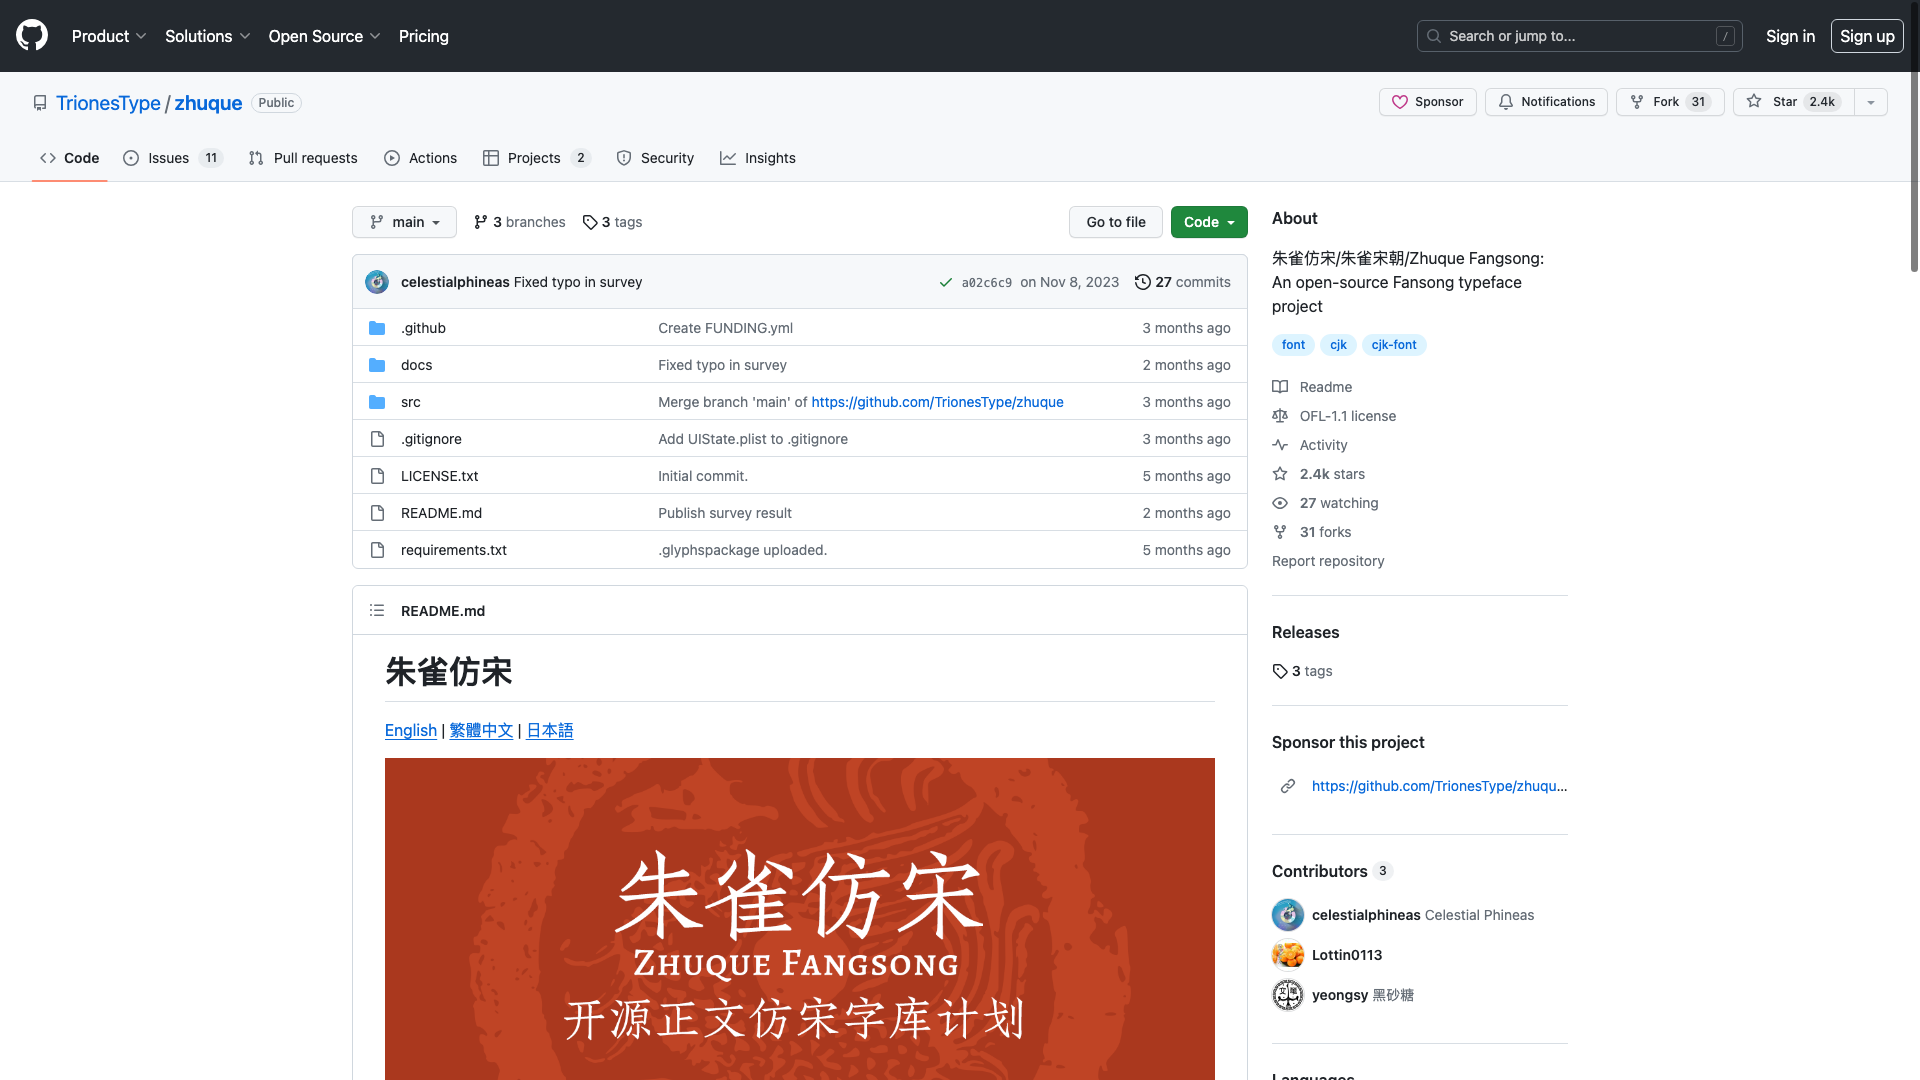 Product Solutions Open Source Pricing Search or jump to... / Sign in Sign up
TrionesType / zhuque Public Sponsor Notifications Fork 31 Star 2.4k
Code Issues 11 Pull requests Actions Projects 2 Security Insights
main 3 branches 3 tags Go to file Code
celestialphineas Fixed typo in survey a02c6c9 on Nov 8, 2023 27 commits
.github Create FUNDING.yml 3 months ago
docs Fixed typo in survey 2 months ago
src Merge branch 'main' of https://github.com/TrionesType/zhuque 3 months ago
.gitignore Add UIState.plist to .gitignore 3 months ago
LICENSE.txt Initial commit. 5 months ago
README.md Publish survey result 2 months ago
requirements.txt .glyphspackage uploaded. 5 months ago
README.md
朱雀仿宋
English | 繁體中文 | 日本語
朱雀仿宋
ZHUQUE FANGSONG
开源正文仿宋字库计划
About
朱雀仿宋/朱雀宋朝/Zhuque Fangsong:
An open-source Fansong typeface
project
font cjk cjk-font
Readme
OFL-1.1 license
Activity
2.4k stars
27 watching
31 forks
Report repository
Releases
3 tags
Sponsor this project
https://github.com/TrionesType/zhuqu...
Contributors 3
celestialphineas Celestial Phineas
Lottin0113
yeongsy 黑砂糖
Languages